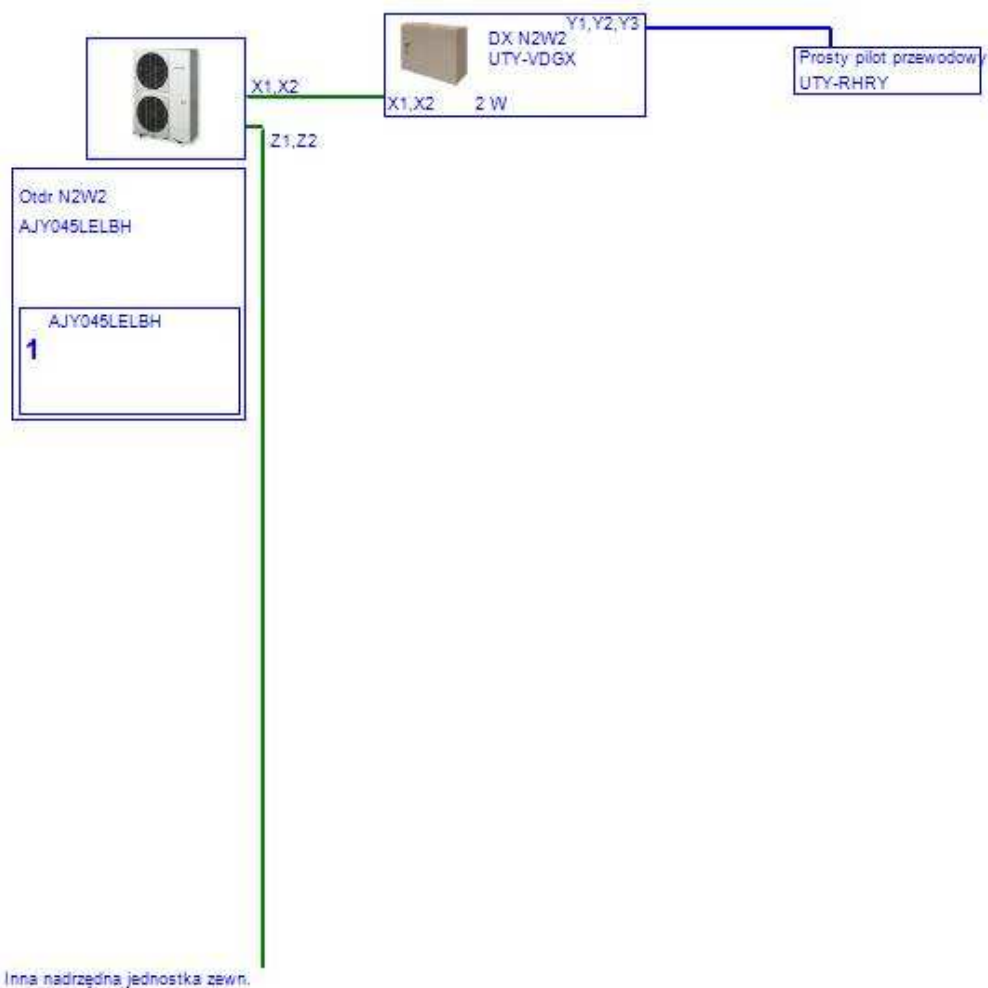 Y1,Y2,Y3
DX N2W2
UTY-VDGX
Prosty pilot przewodowy
UTY-RHRY
X1,X2
X1,X2
2 W
Z1,Z2
Otdr N2W2
AJY045LELBH
AJY045LELBH
1
Inna nadrzędna jednostka zewn.